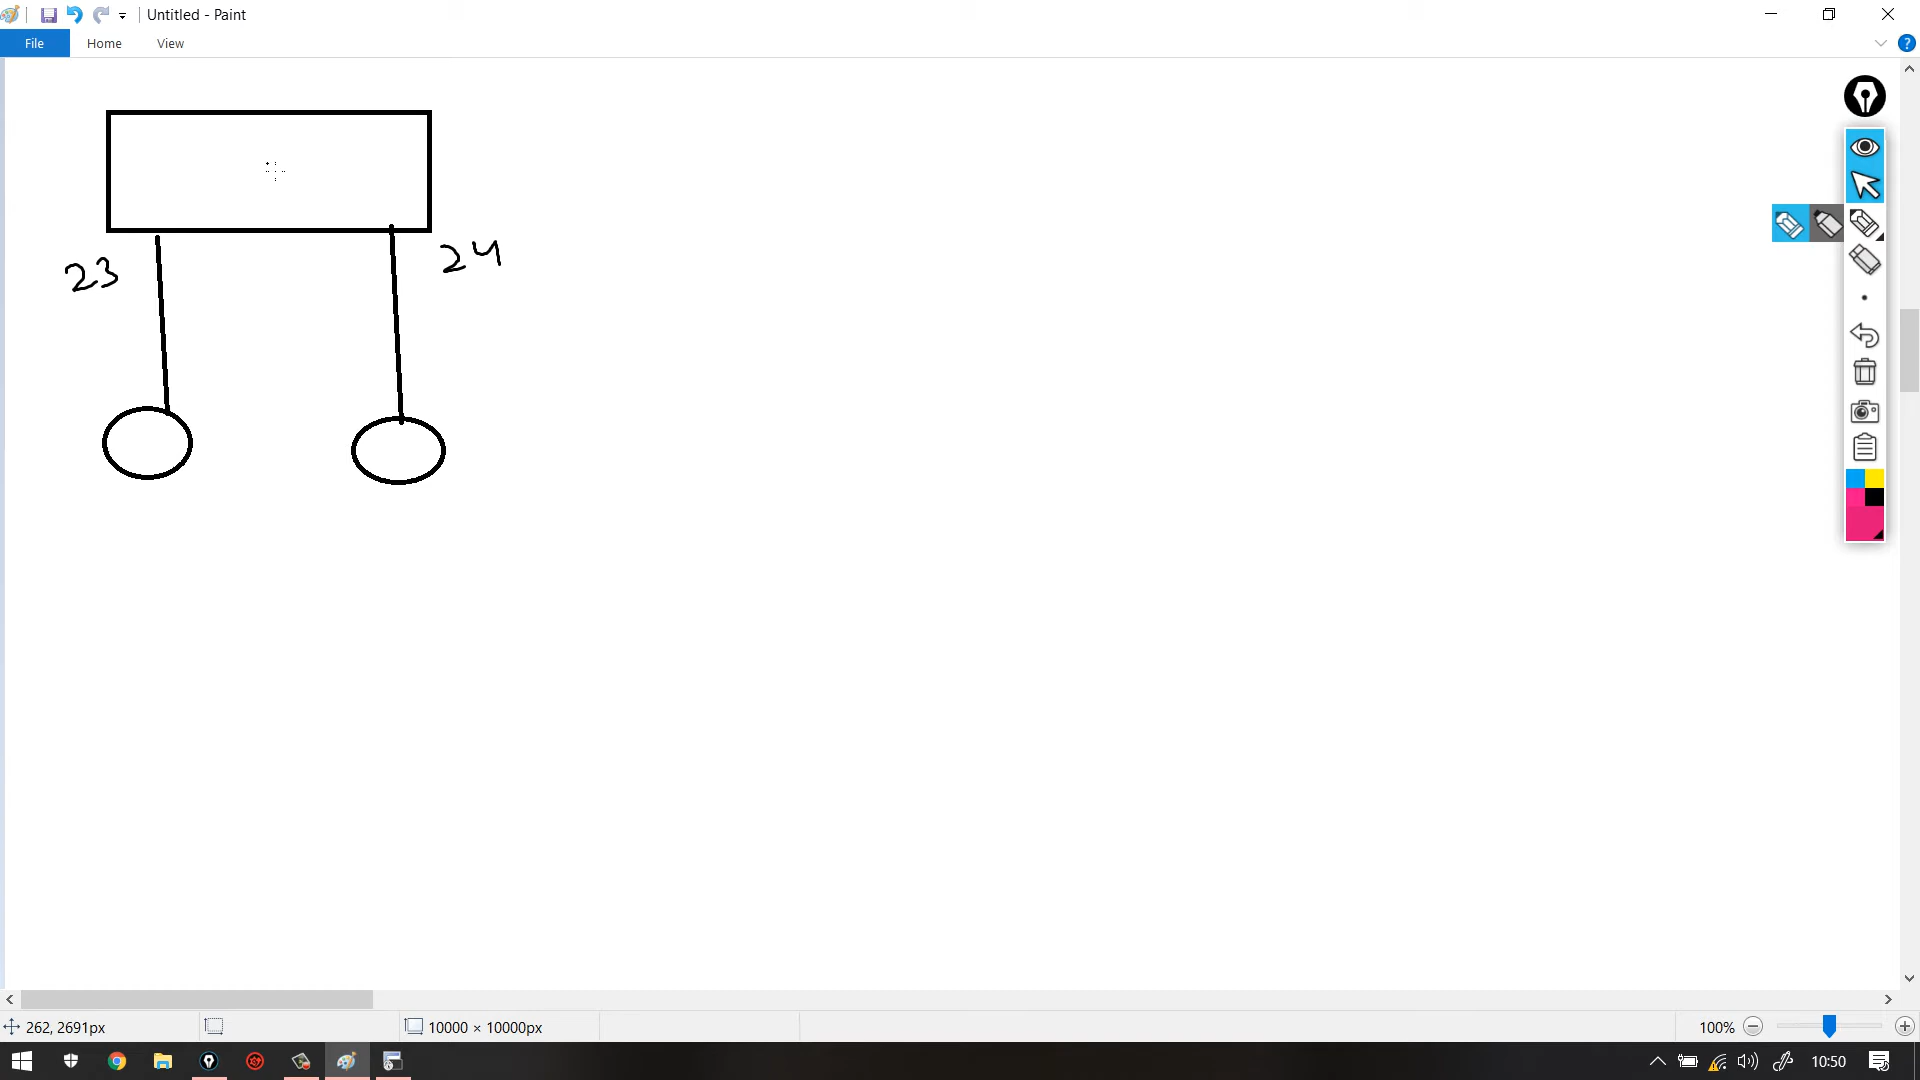 Untitled - Paint
File Home View
24
23
262, 2691px 10000 × 10000px 100%
10:50